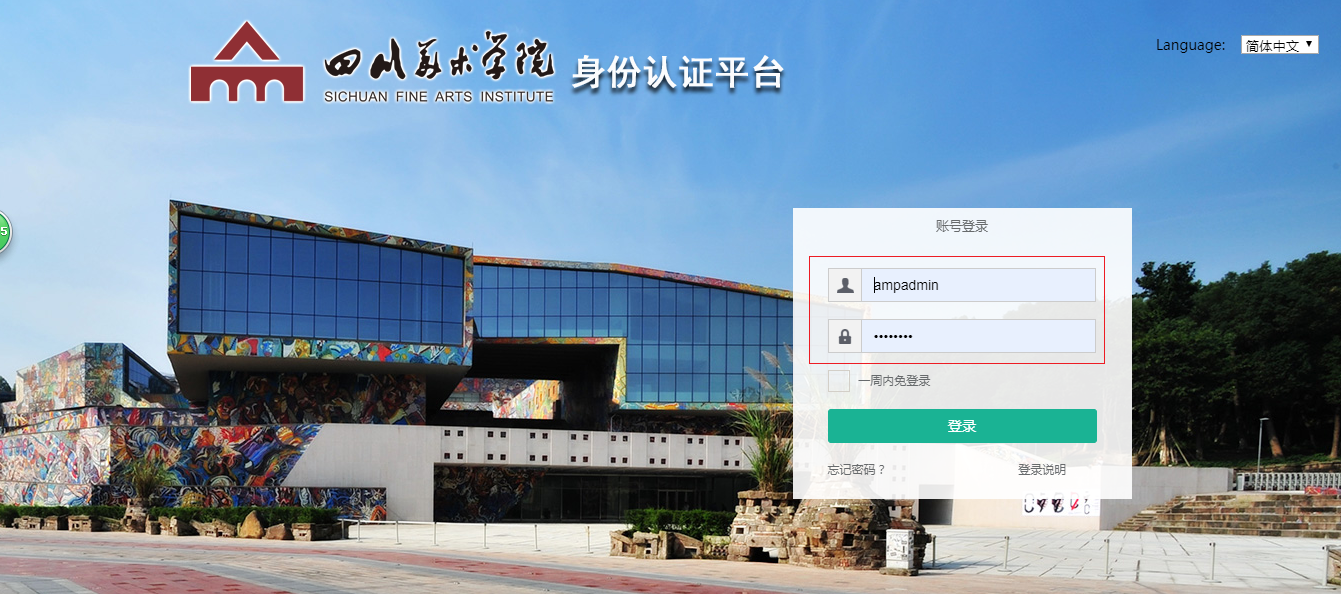 四川美术学院
SICHUAN FINE ARTS INSTITUTE
身份认证平台
Language: 简体中文
5
账号登录
ampadmin
••••••••
一周内免登录
登录
忘记密码？
登录说明